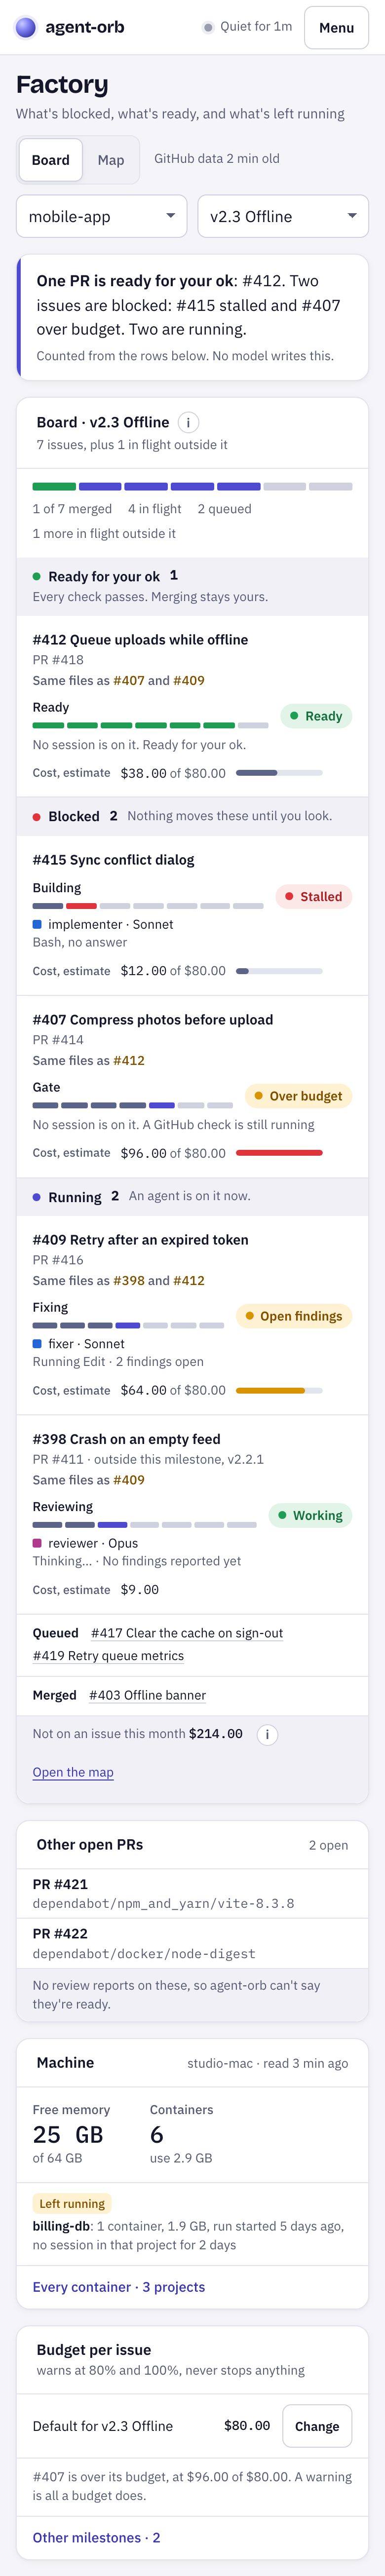 agent-orb
Quiet for 1m
Menu
Factory
What's blocked, what's ready, and what's left running
Board
Map
GitHub data 2 min old
mobile-app
v2.3 Offline
One PR is ready for your ok: #412. Two
issues are blocked: #415 stalled and #407
over budget. Two are running.
Counted from the rows below. No model writes this.
Board · v2.3 Offline
i
7 issues, plus 1 in flight outside it
1 of 7 merged 4 in flight 2 queued
1 more in flight outside it
Ready for your ok 1
Every check passes. Merging stays yours.
#412 Queue uploads while offline
PR #418
Same files as #407 and #409
Ready
Ready
No session is on it. Ready for your ok.
Cost, estimate $38.00 of $80.00
Blocked 2 Nothing moves these until you look.
#415 Sync conflict dialog
Building
Stalled
implementer · Sonnet
Bash, no answer
Cost, estimate $12.00 of $80.00
#407 Compress photos before upload
PR #414
Same files as #412
Gate
Over budget
No session is on it. A GitHub check is still running
Cost, estimate $96.00 of $80.00
Running 2 An agent is on it now.
#409 Retry after an expired token
PR #416
Same files as #398 and #412
Fixing
Open findings
fixer · Sonnet
Running Edit · 2 findings open
Cost, estimate $64.00 of $80.00
#398 Crash on an empty feed
PR #411 · outside this milestone, v2.2.1
Same files as #409
Reviewing
Working
reviewer · Opus
Thinking… · No findings reported yet
Cost, estimate $9.00
Queued #417 Clear the cache on sign-out
#419 Retry queue metrics
Merged #403 Offline banner
Not on an issue this month $214.00 i
Open the map
Other open PRs
2 open
PR #421
dependabot/npm_and_yarn/vite-8.3.8
PR #422
dependabot/docker/node-digest
No review reports on these, so agent-orb can't say
they're ready.
Machine
studio-mac · read 3 min ago
Free memory
Containers
25 GB
6
of 64 GB
use 2.9 GB
Left running
billing-db: 1 container, 1.9 GB, run started 5 days ago,
no session in that project for 2 days
Every container · 3 projects
Budget per issue
warns at 80% and 100%, never stops anything
Default for v2.3 Offline
$80.00
Change
#407 is over its budget, at $96.00 of $80.00. A warning
is all a budget does.
Other milestones · 2